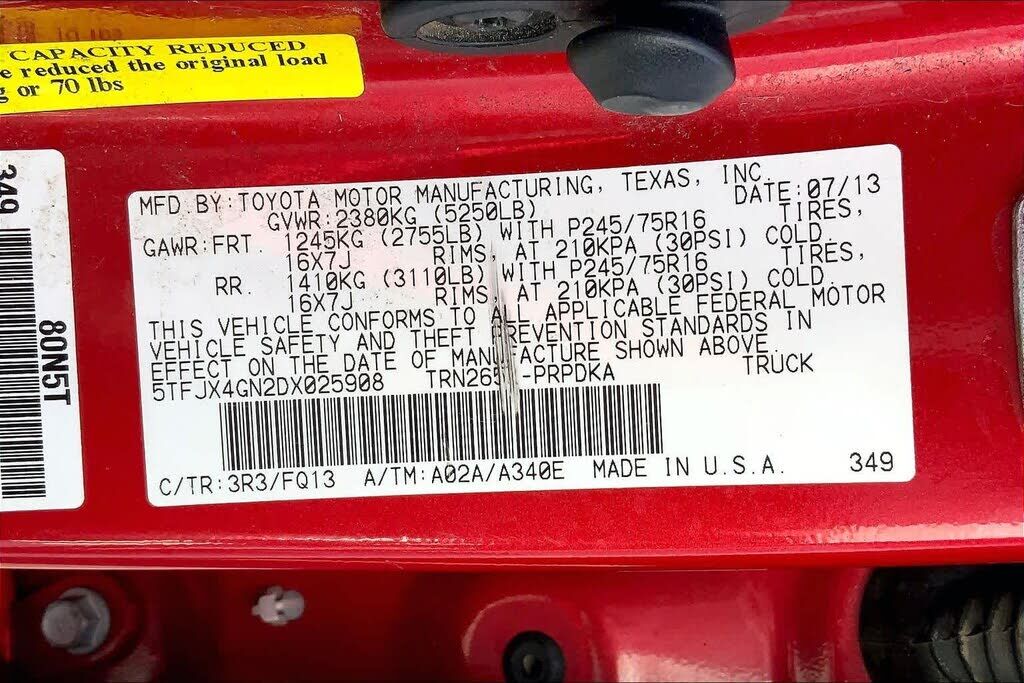 CAPACITY REDUCED
e reduced the original load
g or 70 lbs
349
80N5T
MFD.BY:TOYOTA MOTOR MANUFACTURING, TEXAS, INC.
GVWR:2380KG (5250LB) DATE:07/13
GAWR:FRT. 1245KG (2755LB) WITH P245/75R16 TIRES,
16X7J RIMS, AT 210KPA (30PSI) COLD.
RR. 1410KG (3110LB) WITH P245/75R16 TIRES,
16X7J RIMS, AT 210KPA (30PSI) COLD.
THIS VEHICLE CONFORMS TO ALL APPLICABLE FEDERAL MOTOR
VEHICLE SAFETY AND THEFT PREVENTION STANDARDS IN
EFFECT ON THE DATE OF MANUFACTURE SHOWN ABOVE.
5TFJX4GN2DX025908 TRN265L-PRPDKA TRUCK
C/TR:3R3/FQ13 A/TM:A02A/A340E MADE IN U.S.A. 349